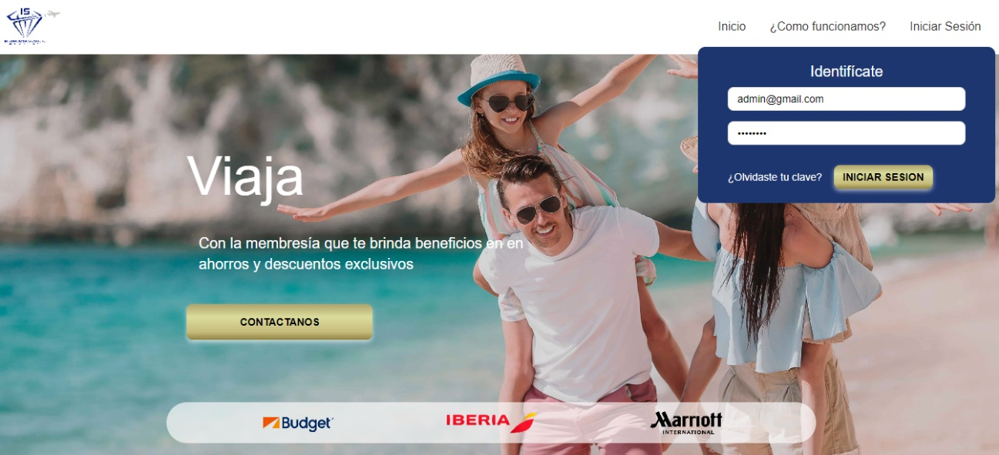 IS
Inicio
¿Como funcionamos?
Iniciar Sesión
Identifícate
admin@gmail.com
••••••••
¿Olvidaste tu clave?
INICIAR SESION
Viaja
Con la membresía que te brinda beneficios en en
ahorros y descuentos exclusivos
CONTACTANOS
Budget
IBERIA
Marriott
INTERNATIONAL